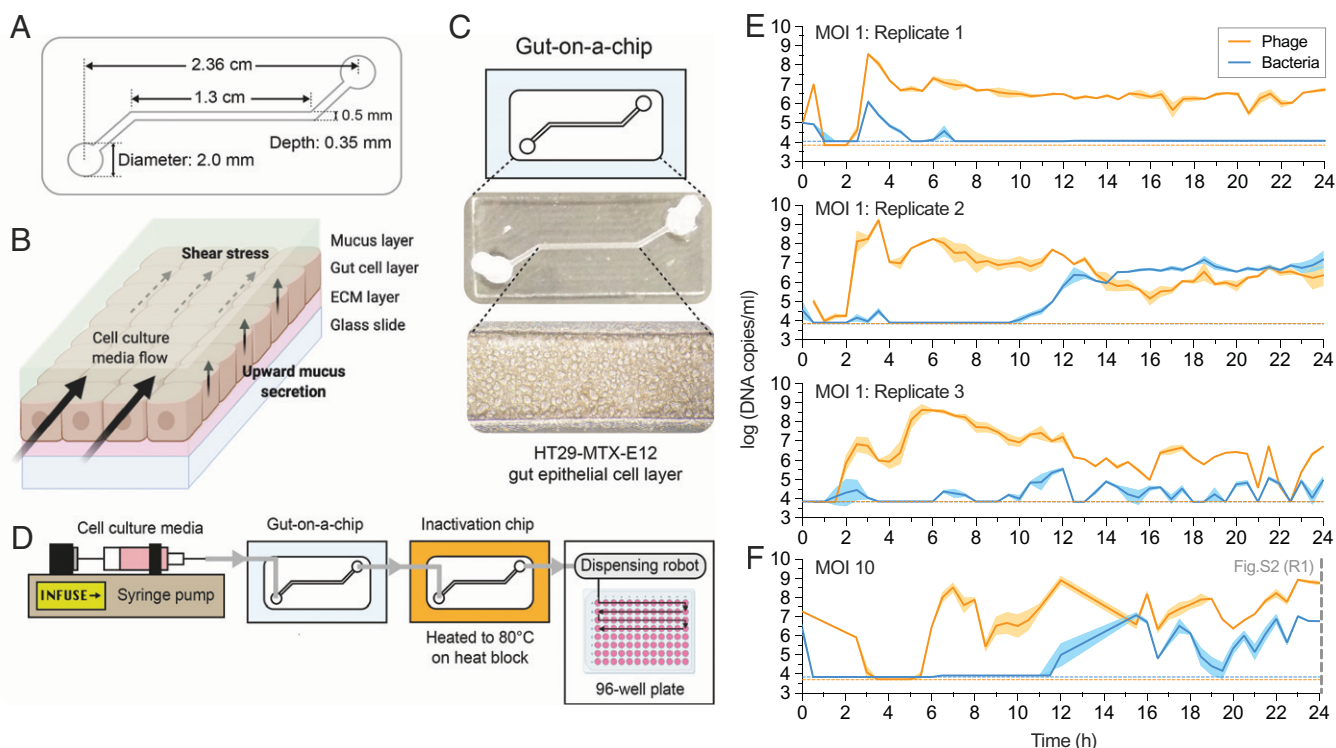 A
2.36 cm
1.3 cm
0.5 mm
Depth: 0.35 mm
Diameter: 2.0 mm
B
Shear stress
Mucus layer
Gut cell layer
ECM layer
Glass slide
Cell culture
media flow
Upward mucus
secretion
C
Gut-on-a-chip
HT29-MTX-E12
gut epithelial cell layer
D
Cell culture media
INFUSE→
Syringe pump
Gut-on-a-chip
Inactivation chip
Heated to 80°C
on heat block
Dispensing robot
96-well plate
E
MOI 1: Replicate 1
Phage
Bacteria
10
9
8
7
6
5
4
3
0 2 4 6 8 10 12 14 16 18 20 22 24
MOI 1: Replicate 2
10
9
8
7
6
5
4
3
0 2 4 6 8 10 12 14 16 18 20 22 24
log (DNA copies/ml)
MOI 1: Replicate 3
10
9
8
7
6
5
4
3
0 2 4 6 8 10 12 14 16 18 20 22 24
F
MOI 10
Fig.S2 (R1)
10
9
8
7
6
5
4
3
0 2 4 6 8 10 12 14 16 18 20 22 24
Time (h)